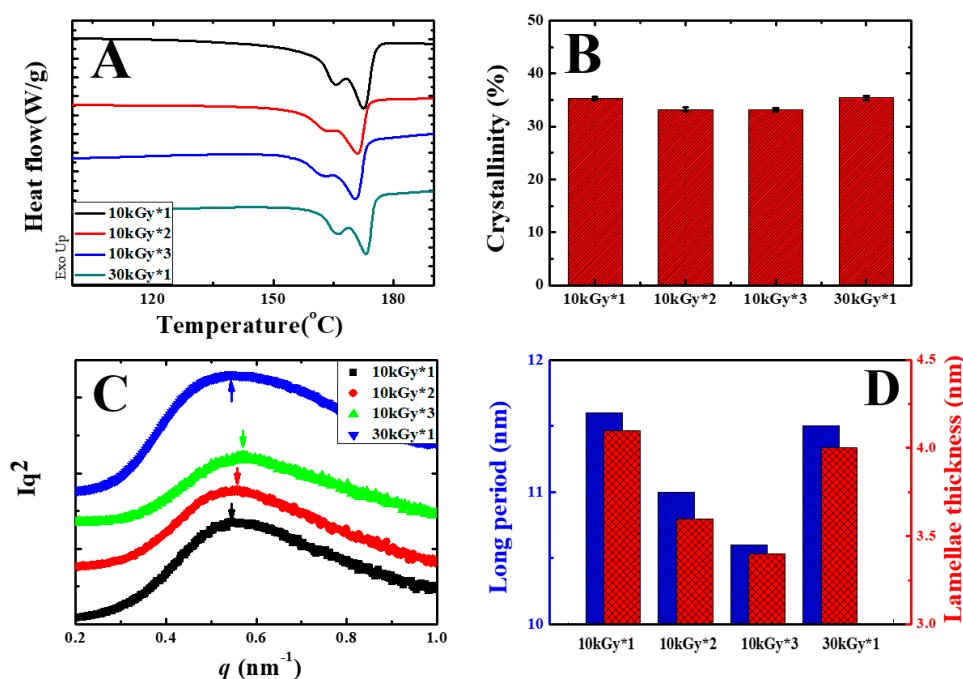 A
Heat flow(W/g)
Exo Up
10kGy*1
10kGy*2
10kGy*3
30kGy*1
120
150
180
Temperature(°C)
B
Crystallinity (%)
50
40
30
20
10
0
10kGy*1
10kGy*2
10kGy*3
30kGy*1
C
Iq²
10kGy*1
10kGy*2
10kGy*3
30kGy*1
0.2
0.4
0.6
0.8
1.0
q (nm⁻¹)
D
Long period (nm)
12
11
10
Lamellae thickness (nm)
4.5
4.0
3.5
3.0
10kGy*1
10kGy*2
10kGy*3
30kGy*1